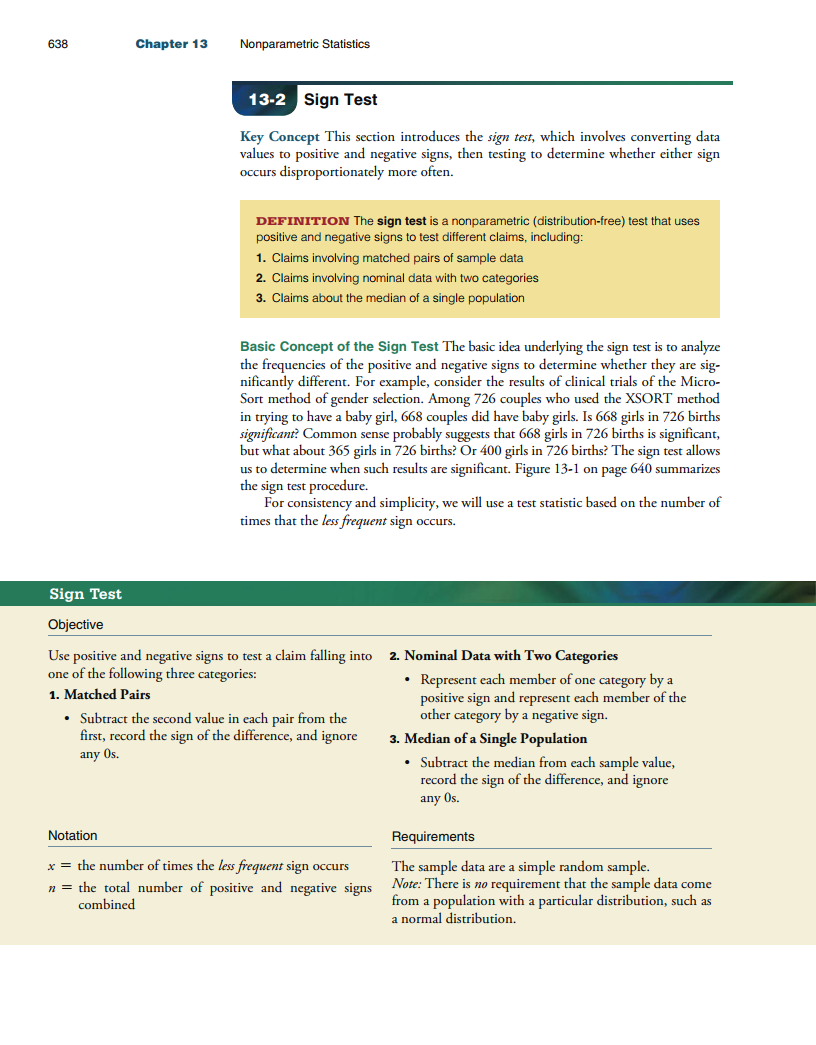 638 Chapter 13 Nonparametric Statistics
13-2 Sign Test
Key Concept This section introduces the sign test, which involves converting data
values to positive and negative signs, then testing to determine whether either sign
occurs disproportionately more often.
DEFINITION The sign test is a nonparametric (distribution-free) test that uses
positive and negative signs to test different claims, including:
1. Claims involving matched pairs of sample data
2. Claims involving nominal data with two categories
3. Claims about the median of a single population
Basic Concept of the Sign Test The basic idea underlying the sign test is to analyze
the frequencies of the positive and negative signs to determine whether they are sig-
nificantly different. For example, consider the results of clinical trials of the Micro-
Sort method of gender selection. Among 726 couples who used the XSORT method
in trying to have a baby girl, 668 couples did have baby girls. Is 668 girls in 726 births
significant? Common sense probably suggests that 668 girls in 726 births is significant,
but what about 365 girls in 726 births? Or 400 girls in 726 births? The sign test allows
us to determine when such results are significant. Figure 13-1 on page 640 summarizes
the sign test procedure.
For consistency and simplicity, we will use a test statistic based on the number of
times that the less frequent sign occurs.
Sign Test
Objective
Use positive and negative signs to test a claim falling into
one of the following three categories:
1. Matched Pairs
• Subtract the second value in each pair from the
first, record the sign of the difference, and ignore
any 0s.
2. Nominal Data with Two Categories
• Represent each member of one category by a
positive sign and represent each member of the
other category by a negative sign.
3. Median of a Single Population
• Subtract the median from each sample value,
record the sign of the difference, and ignore
any 0s.
Notation
x = the number of times the less frequent sign occurs
n = the total number of positive and negative signs
combined
Requirements
The sample data are a simple random sample.
Note: There is no requirement that the sample data come
from a population with a particular distribution, such as
a normal distribution.